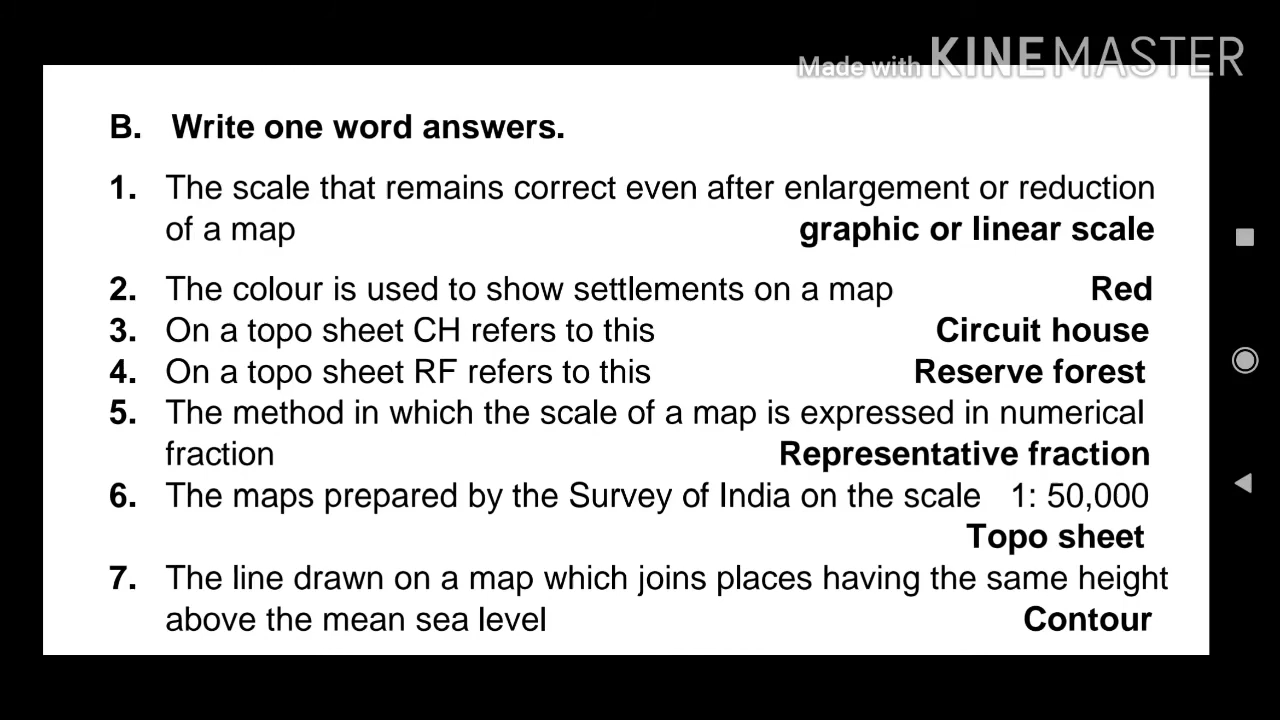 Made with KINEMASTER
B. Write one word answers.
1. The scale that remains correct even after enlargement or reduction
of a map graphic or linear scale
2. The colour is used to show settlements on a map Red
3. On a topo sheet CH refers to this Circuit house
4. On a topo sheet RF refers to this Reserve forest
5. The method in which the scale of a map is expressed in numerical
fraction Representative fraction
6. The maps prepared by the Survey of India on the scale 1: 50,000
Topo sheet
7. The line drawn on a map which joins places having the same height
above the mean sea level Contour